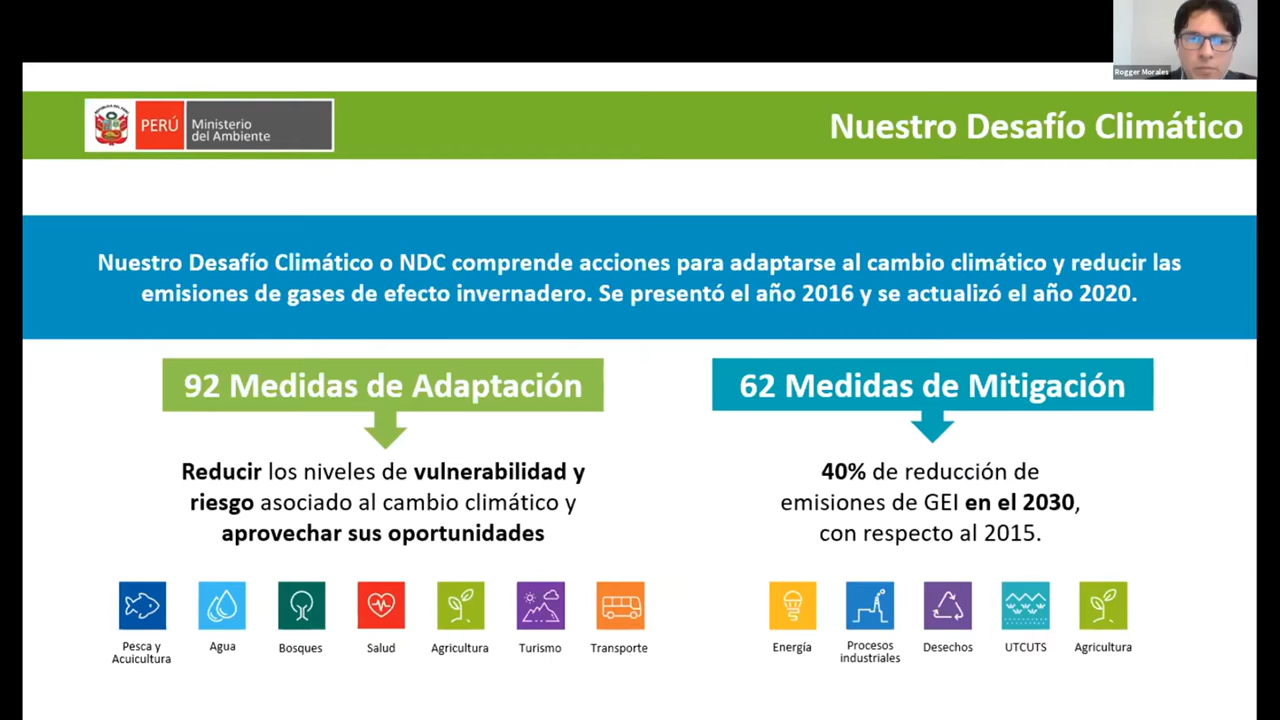 Rogger Morales
PERÚ
Ministerio
del Ambiente
Nuestro Desafío Climático
Nuestro Desafío Climático o NDC comprende acciones para adaptarse al cambio climático y reducir las
emisiones de gases de efecto invernadero. Se presentó el año 2016 y se actualizó el año 2020.
92 Medidas de Adaptación
Reducir los niveles de vulnerabilidad y
riesgo asociado al cambio climático y
aprovechar sus oportunidades
Pesca y
Acuicultura
Agua
Bosques
Salud
Agricultura
Turismo
Transporte
62 Medidas de Mitigación
40% de reducción de
emisiones de GEI en el 2030,
con respecto al 2015.
Energía
Procesos
industriales
Desechos
UTCUTS
Agricultura